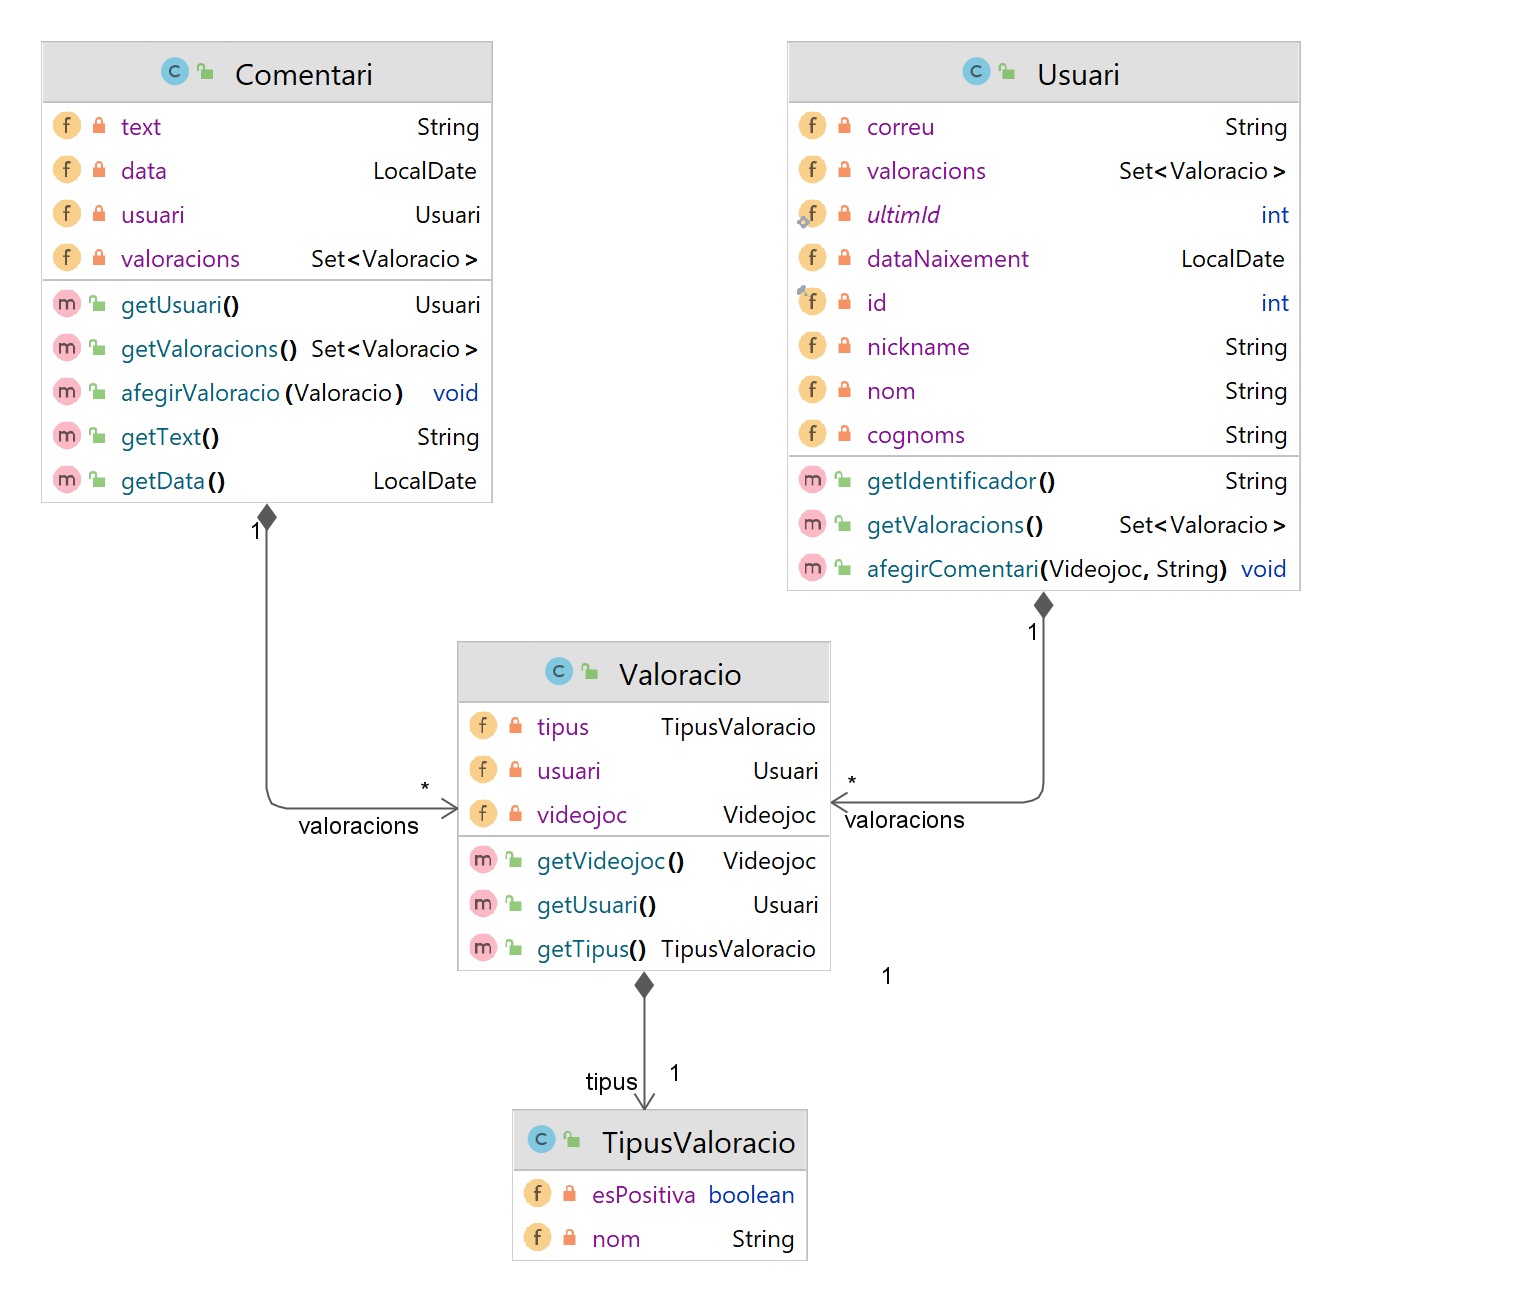 Comentari
text String
data LocalDate
usuari Usuari
valoracions Set<Valoracio>
getUsuari() Usuari
getValoracions() Set<Valoracio>
afegirValoracio(Valoracio) void
getText() String
getData() LocalDate
1
*
valoracions
Usuari
correu String
valoracions Set<Valoracio>
ultimId int
dataNaixement LocalDate
id int
nickname String
nom String
cognoms String
getIdentificador() String
getValoracions() Set<Valoracio>
afegirComentari(Videojoc, String) void
1
*
valoracions
Valoracio
tipus TipusValoracio
usuari Usuari
videojoc Videojoc
getVideojoc() Videojoc
getUsuari() Usuari
getTipus() TipusValoracio
1
tipus 1
TipusValoracio
esPositiva boolean
nom String